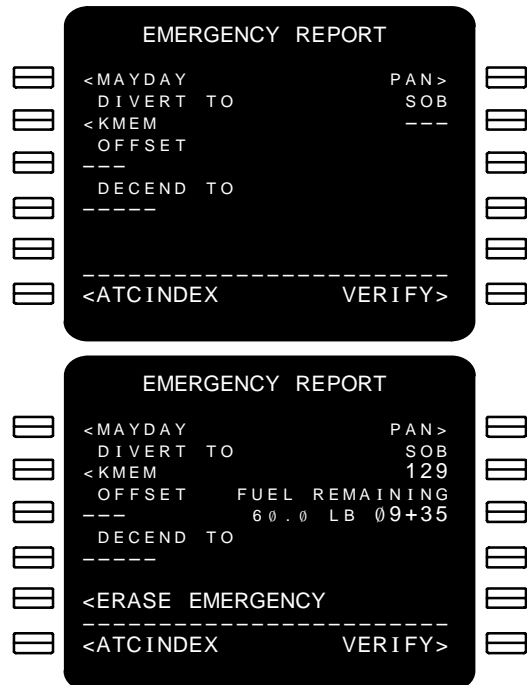 EMERGENCY REPORT
<MAYDAY PAN>
DIVERT TO SOB
<KMEM ---
OFFSET
---
DECEND TO
-----
------------------------
<ATCINDEX VERIFY>
EMERGENCY REPORT
<MAYDAY PAN>
DIVERT TO SOB
<KMEM 129
OFFSET FUEL REMAINING
--- 60.0 LB 09+35
DECEND TO
-----
<ERASE EMERGENCY
------------------------
<ATCINDEX VERIFY>